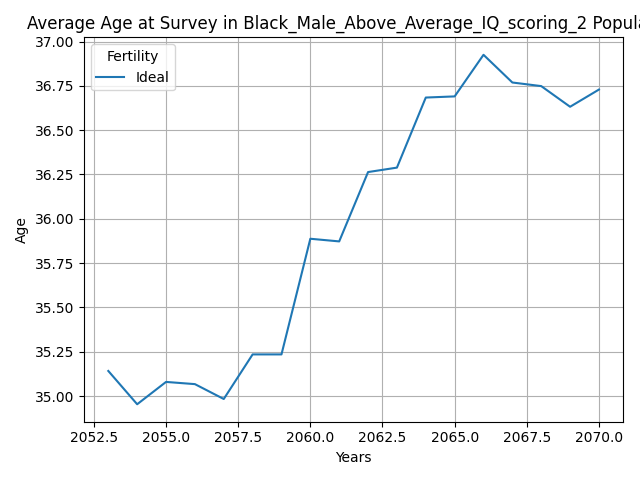 Average Age at Survey in Black_Male_Above_Average_IQ_scoring_2 Popula
Fertility
Ideal
37.00
36.75
36.50
36.25
36.00
35.75
35.50
35.25
35.00
Age
2052.5 2055.0 2057.5 2060.0 2062.5 2065.0 2067.5 2070.0
Years